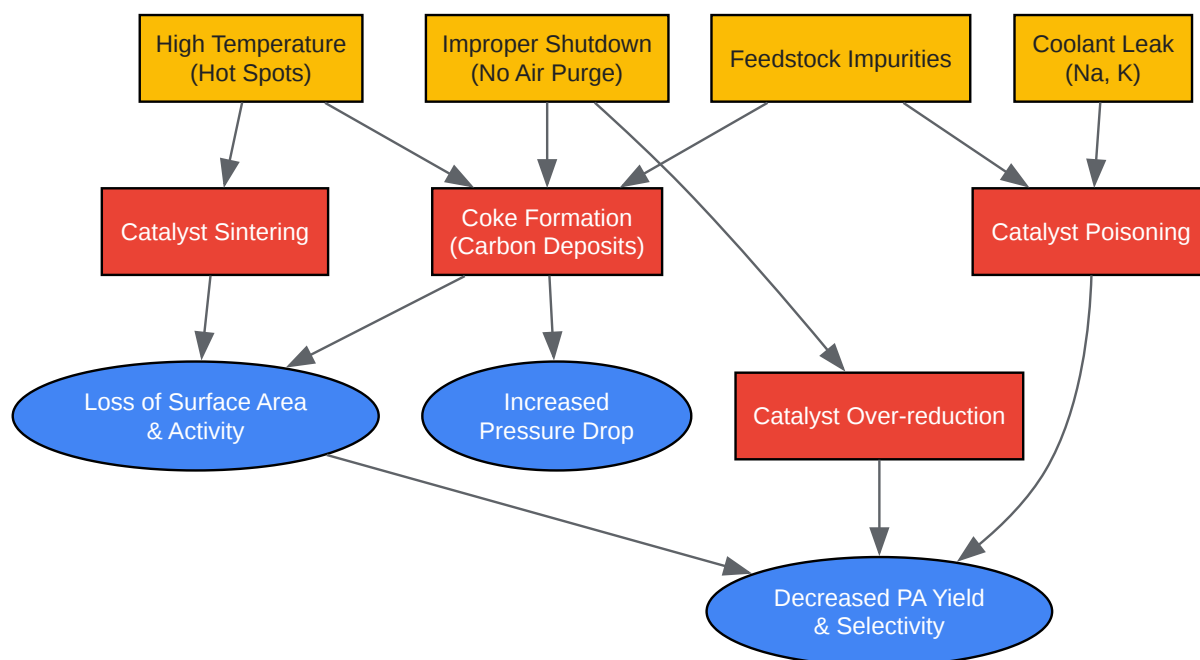 High Temperature
(Hot Spots)
Improper Shutdown
(No Air Purge)
Feedstock Impurities
Coolant Leak
(Na, K)
Catalyst Sintering
Coke Formation
(Carbon Deposits)
Catalyst Poisoning
Loss of Surface Area
& Activity
Increased
Pressure Drop
Catalyst Over-reduction
Decreased PA Yield
& Selectivity